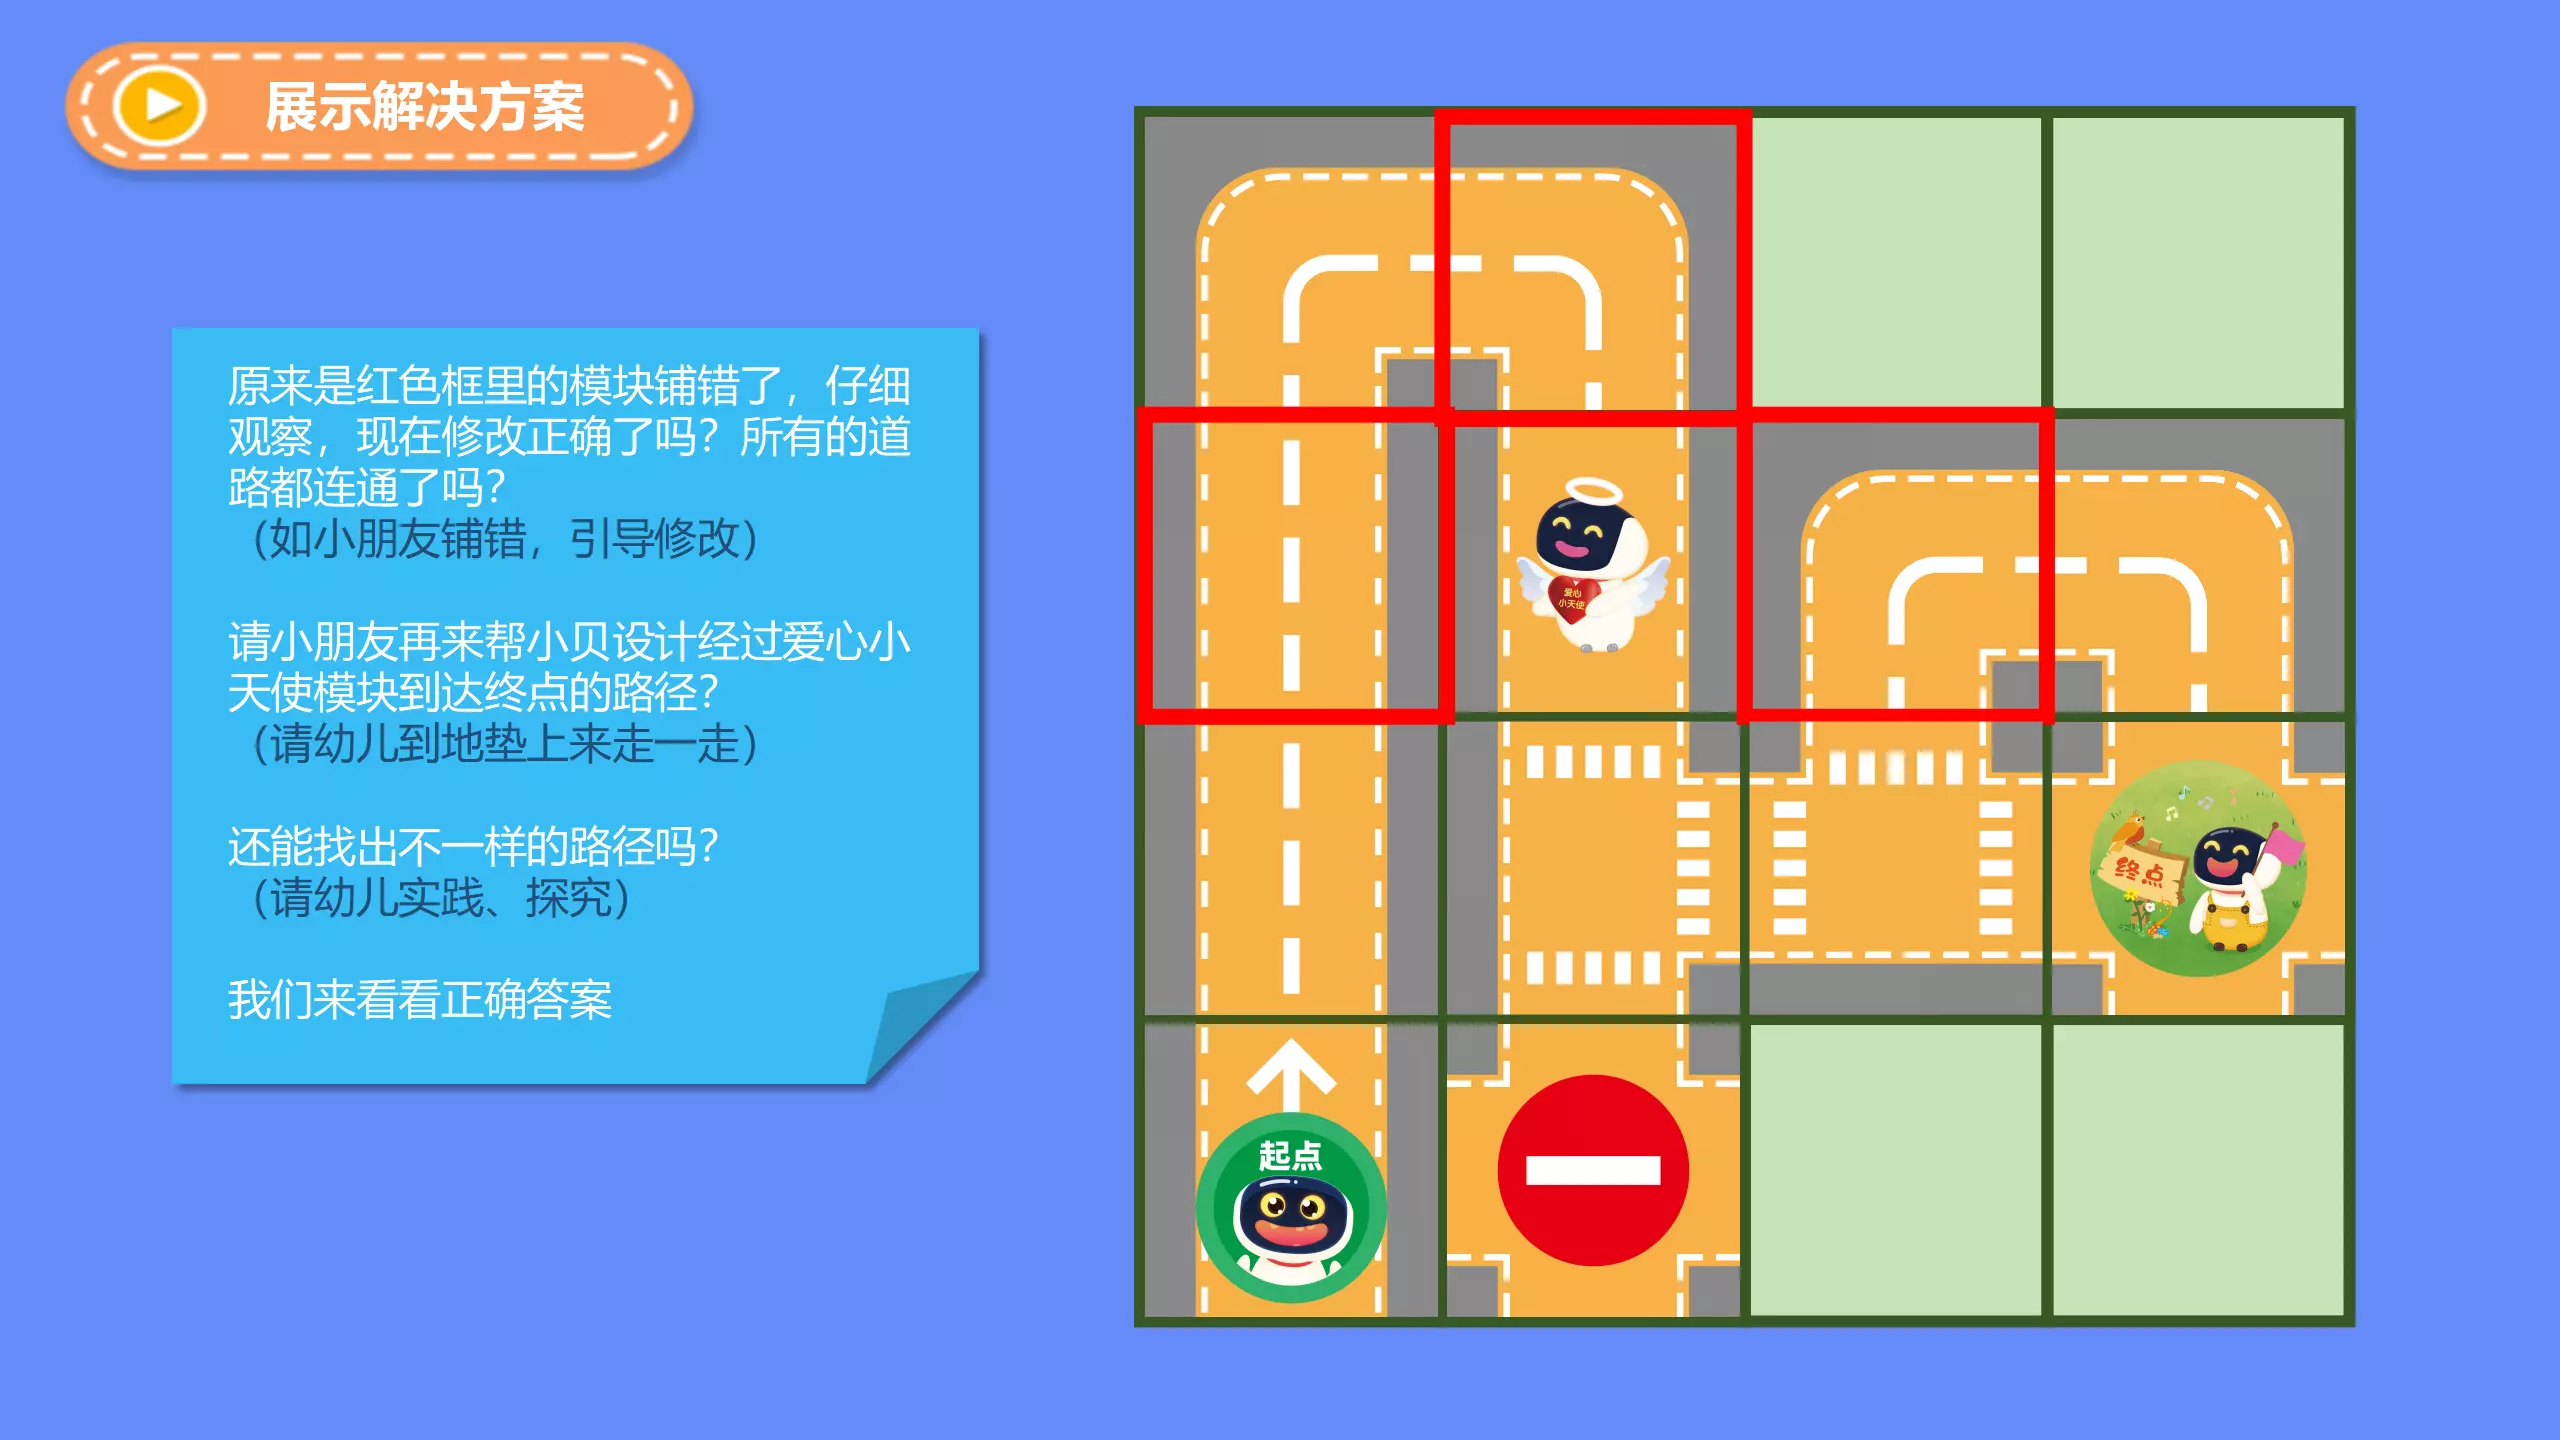 展示解决方案
原来是红色框里的模块铺错了，仔细
观察，现在修改正确了吗？所有的道
路都连通了吗？
（如小朋友铺错，引导修改）
请小朋友再来帮小贝设计经过爱心小
天使模块到达终点的路径？
（请幼儿到地垫上来走一走）
还能找出不一样的路径吗？
（请幼儿实践、探究）
我们来看看正确答案
爱心
小天使
终点
起点